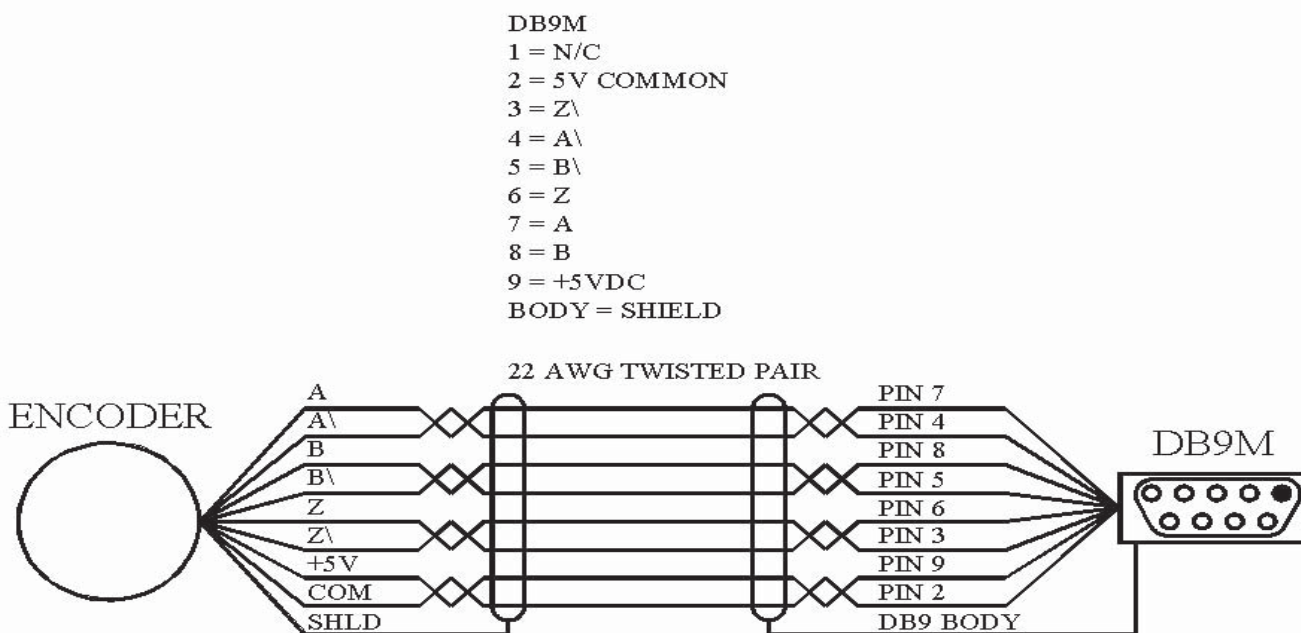 DB9M
1 = N/C
2 = 5V COMMON
3 = Z\
4 = A\
5 = B\
6 = Z
7 = A
8 = B
9 = +5VDC
BODY = SHIELD
22 AWG TWISTED PAIR
ENCODER
A
A\
B
B\
Z
Z\
+5V
COM
SHLD
PIN 7
PIN 4
PIN 8
PIN 5
PIN 6
PIN 3
PIN 9
PIN 2
DB9 BODY
DB9M